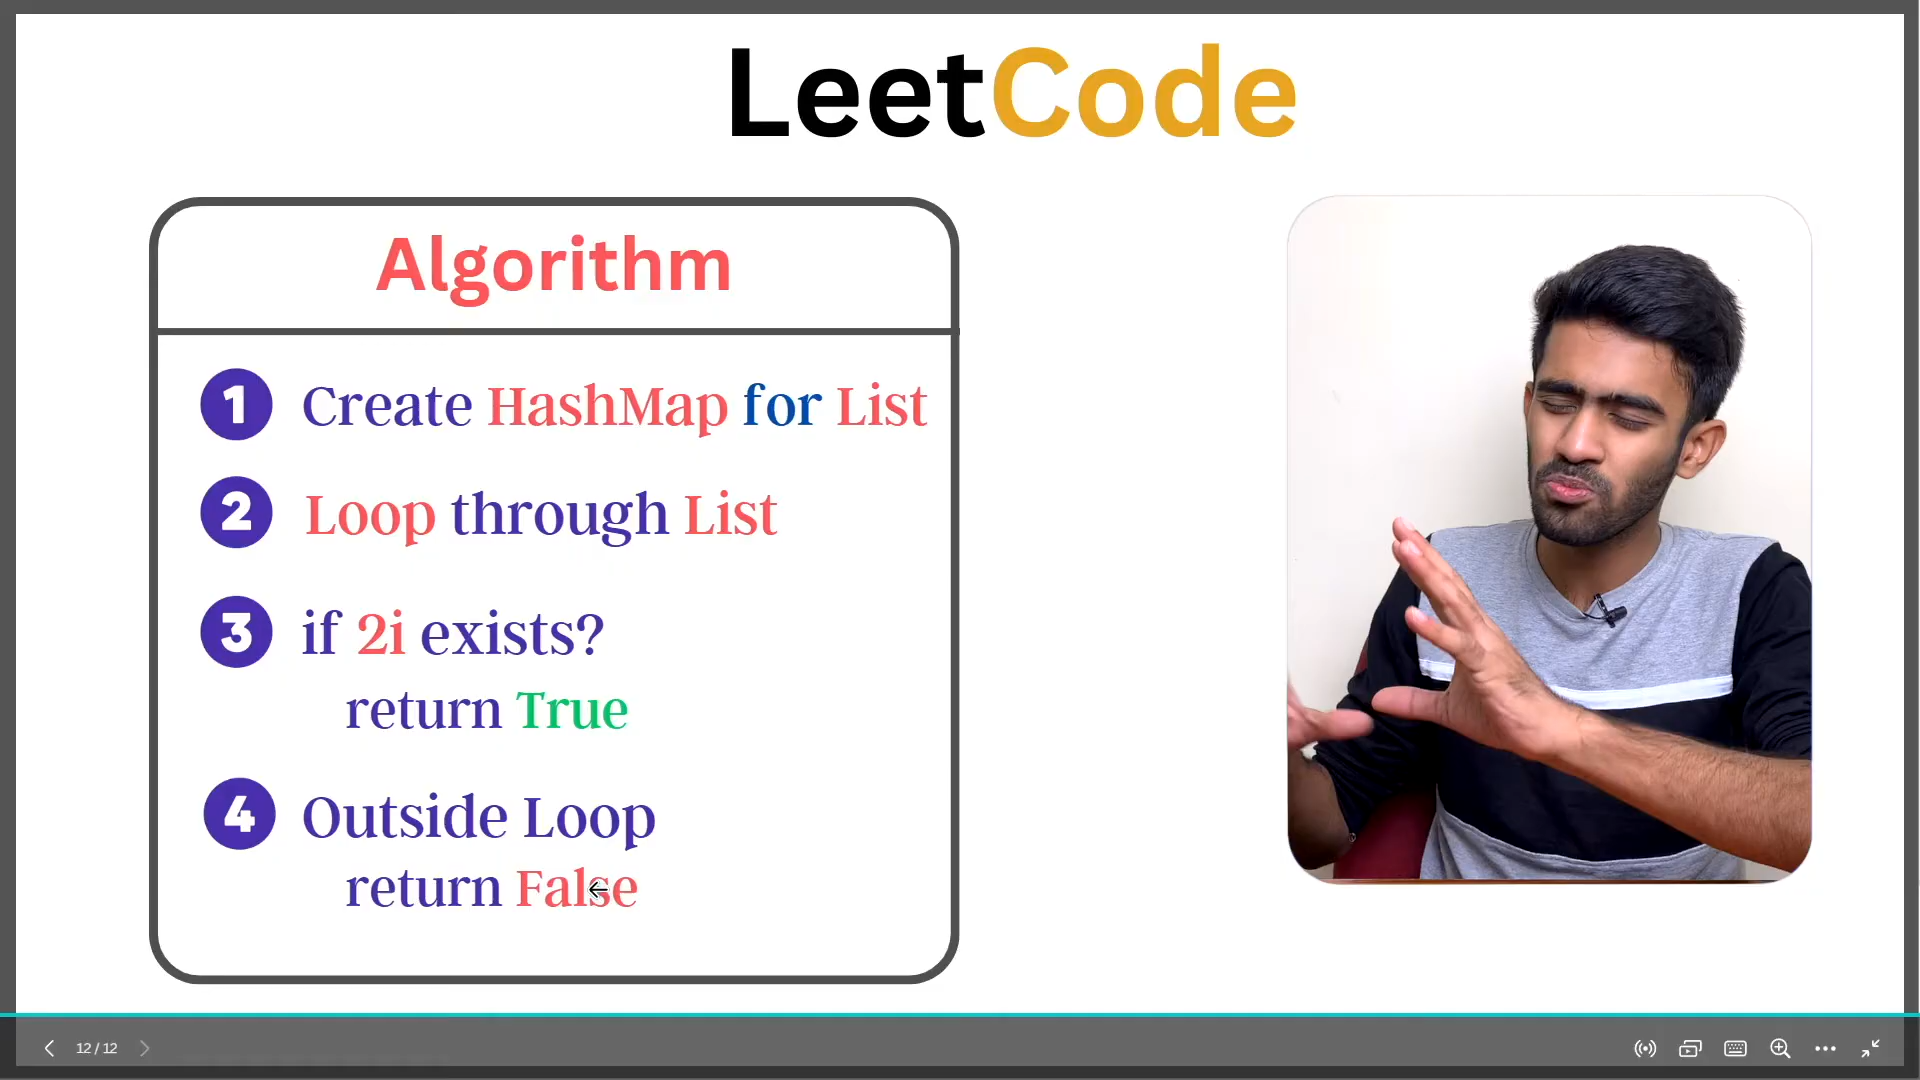 LeetCode
Algorithm
1 Create HashMap for List
2 Loop through List
3 if 2i exists?
return True
4 Outside Loop
return False
12 / 12